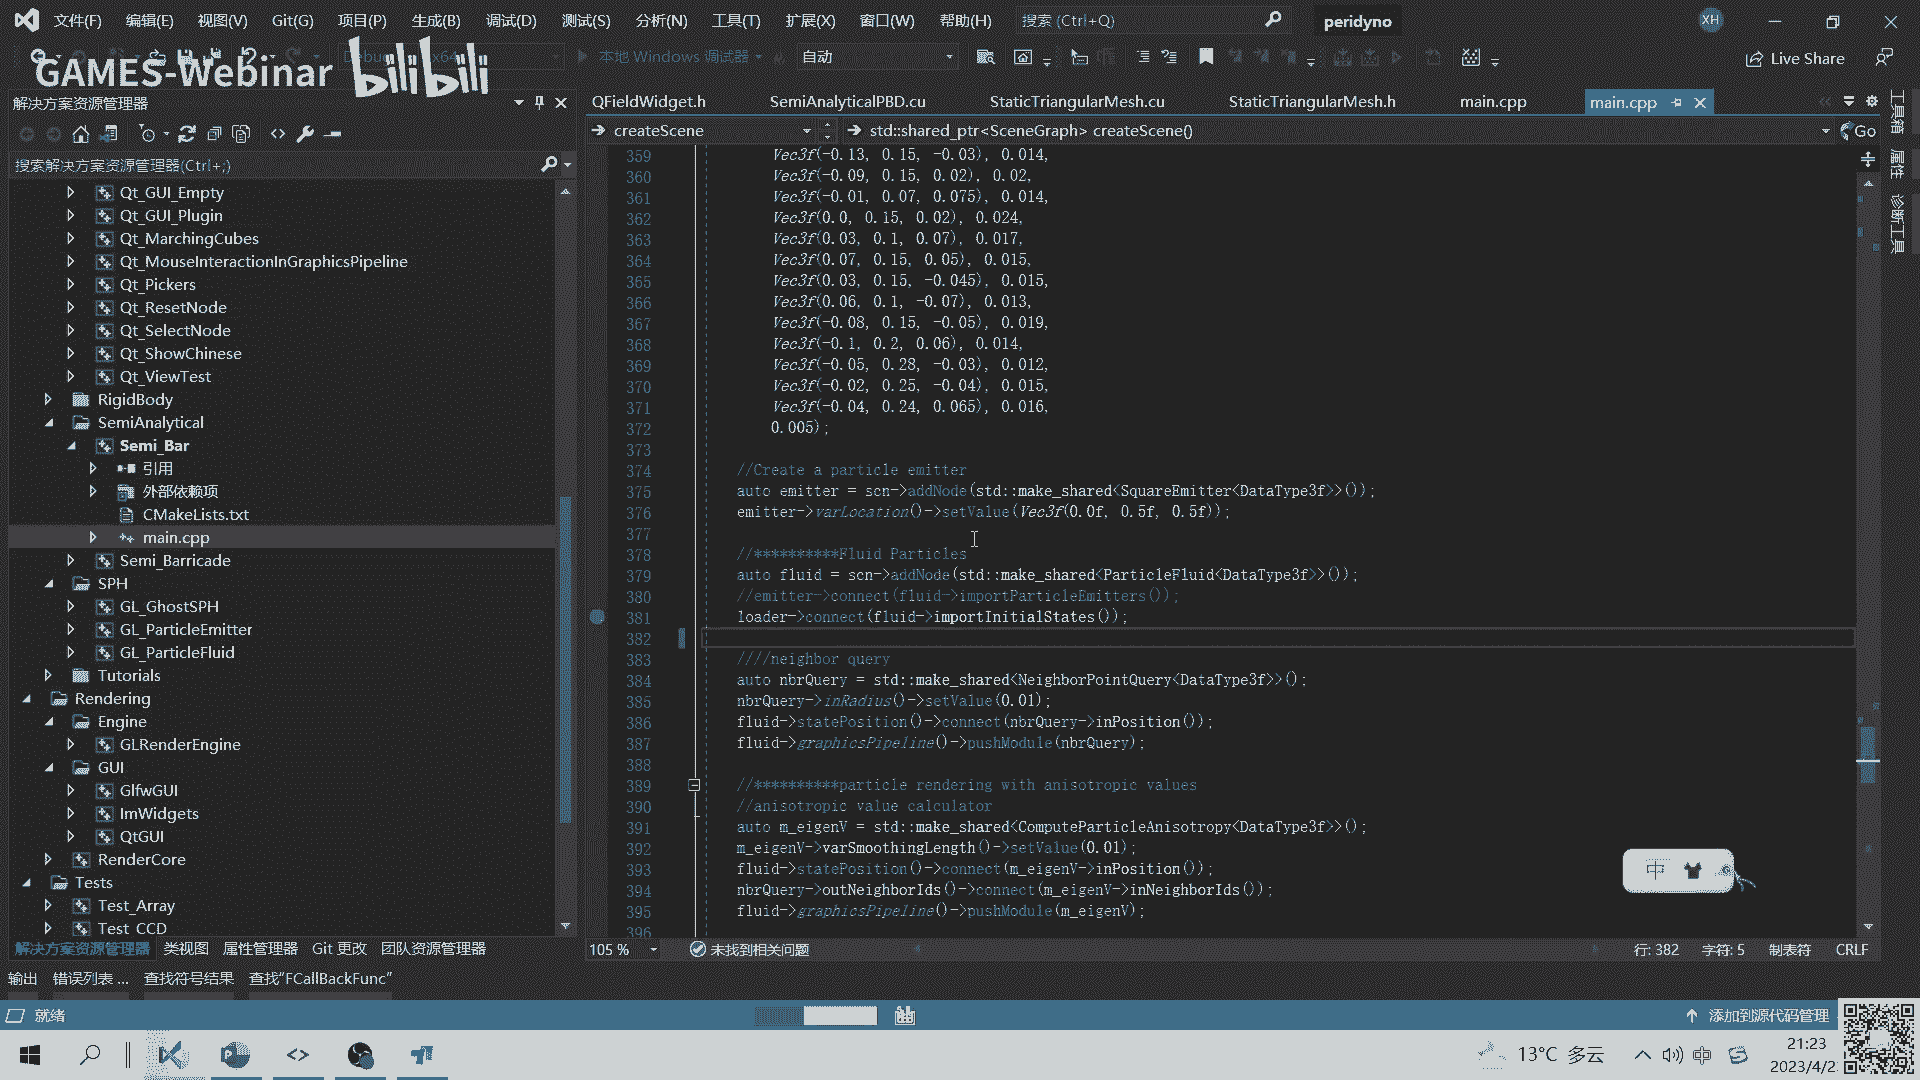 文件(F) 编辑(E) 视图(V) Git(G) 项目(P) 生成(B) 调试(D) 测试(S) 分析(N) 工具(T) 扩展(X) 窗口(W) 帮助(H) 搜索 (Ctrl+Q) peridyno XH
本地 Windows 调试器 自动 Live Share
GAMES-Webinar bilibili
解决方案资源管理器
搜索解决方案资源管理器(Ctrl+;)
Qt_GUI_Empty
Qt_GUI_Plugin
Qt_MarchingCubes
Qt_MouseInteractionInGraphicsPipeline
Qt_Pickers
Qt_ResetNode
Qt_SelectNode
Qt_ShowChinese
Qt_ViewTest
RigidBody
SemiAnalytical
Semi_Bar
引用
外部依赖项
CMakeLists.txt
main.cpp
Semi_Barricade
SPH
GL_GhostSPH
GL_ParticleEmitter
GL_ParticleFluid
Tutorials
Rendering
Engine
GLRenderEngine
GUI
GlfwGUI
ImWidgets
QtGUI
RenderCore
Tests
Test_Array
Test_CCD
解决方案资源管理器 类视图 属性管理器 Git 更改 团队资源管理器
QFieldWidget.h SemiAnalyticalPBD.cu StaticTriangularMesh.cu StaticTriangularMesh.h main.cpp main.cpp
createScene std::shared_ptr<SceneGraph> createScene() Go
359 Vec3f(-0.13, 0.15, -0.03), 0.014,
360 Vec3f(-0.09, 0.15, 0.02), 0.02,
361 Vec3f(-0.01, 0.07, 0.075), 0.014,
362 Vec3f(0.0, 0.15, 0.02), 0.024,
363 Vec3f(0.03, 0.1, 0.07), 0.017,
364 Vec3f(0.07, 0.15, 0.05), 0.015,
365 Vec3f(0.03, 0.15, -0.045), 0.015,
366 Vec3f(0.06, 0.1, -0.07), 0.013,
367 Vec3f(-0.08, 0.15, -0.05), 0.019,
368 Vec3f(-0.1, 0.2, 0.06), 0.014,
369 Vec3f(-0.05, 0.28, -0.03), 0.012,
370 Vec3f(-0.02, 0.25, -0.04), 0.015,
371 Vec3f(-0.04, 0.24, 0.065), 0.016,
372 0.005);
373
374 //Create a particle emitter
375 auto emitter = scn->addNode(std::make_shared<SquareEmitter<DataType3f>>());
376 emitter->varLocation()->setValue(Vec3f(0.0f, 0.5f, 0.5f));
377
378 //**********Fluid Particles
379 auto fluid = scn->addNode(std::make_shared<ParticleFluid<DataType3f>>());
380 //emitter->connect(fluid->importParticleEmitters());
381 loader->connect(fluid->importInitialStates());
382
383 ////neighbor query
384 auto nbrQuery = std::make_shared<NeighborPointQuery<DataType3f>>();
385 nbrQuery->inRadius()->setValue(0.01);
386 fluid->statePosition()->connect(nbrQuery->inPosition());
387 fluid->graphicsPipeline()->pushModule(nbrQuery);
388
389 //**********particle rendering with anisotropic values
390 //anisotropic value calculator
391 auto m_eigenV = std::make_shared<ComputeParticleAnisotropy<DataType3f>>();
392 m_eigenV->varSmoothingLength()->setValue(0.01);
393 fluid->statePosition()->connect(m_eigenV->inPosition());
394 nbrQuery->outNeighborIds()->connect(m_eigenV->inNeighborIds());
395 fluid->graphicsPipeline()->pushModule(m_eigenV);
396
工具箱
属性
诊断工具
中
105 % 未找到相关问题 行: 382 字符: 5 制表符 CRLF
输出 错误列表 ... 查找符号结果 查找"FCallBackFunc"
就绪 添加到源代码管理
13°C 多云 中 21:23
2023/4/2